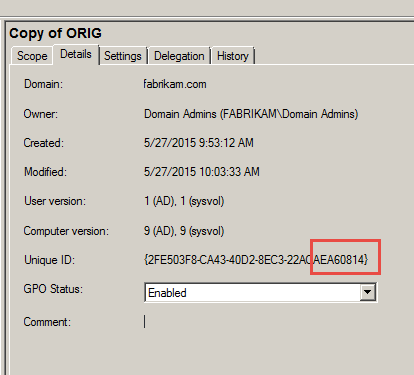 Copy of ORIG
Scope Details Settings Delegation History
Domain: fabrikam.com
Owner: Domain Admins (FABRIKAM\Domain Admins)
Created: 5/27/2015 9:53:12 AM
Modified: 5/27/2015 10:03:33 AM
User version: 1 (AD), 1 (sysvol)
Computer version: 9 (AD), 9 (sysvol)
Unique ID: {2FE503F8-CA43-40D2-8EC3-22ACAEA60814}
GPO Status: Enabled
Comment: